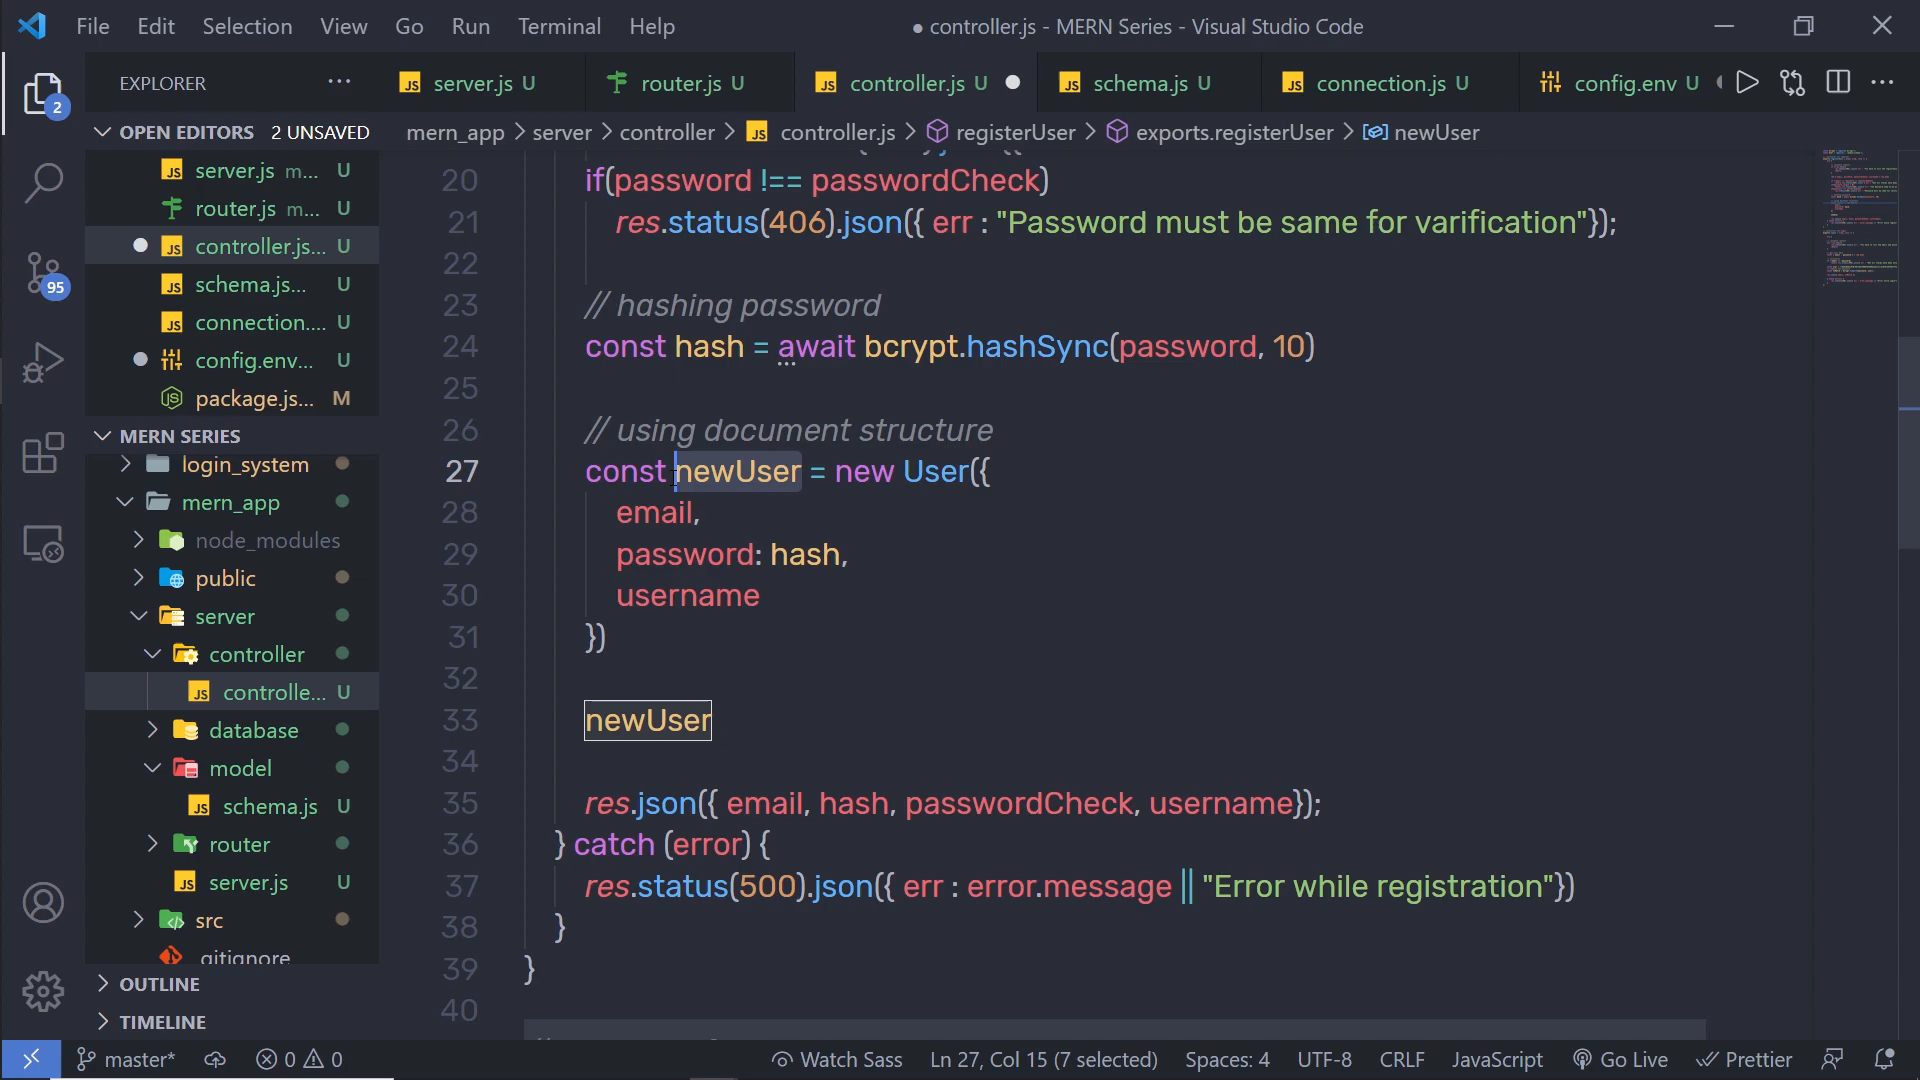 File Edit Selection View Go Run Terminal Help
● controller.js - MERN Series - Visual Studio Code
EXPLORER ···
server.js U
router.js U
controller.js U ●
schema.js U
connection.js U
config.env U
2
OPEN EDITORS 2 UNSAVED
mern_app > server > controller > JS controller.js > registerUser > exports.registerUser > newUser
server.js m... U
router.js m... U
controller.js... U
schema.js... U
connection.... U
config.env... U
package.js... M
95
MERN SERIES
login_system
mern_app
node_modules
public
server
controller
controlle... U
database
model
schema.js U
router
server.js U
src
.gitignore
OUTLINE
TIMELINE
20 if(password !== passwordCheck)
21 res.status(406).json({ err : "Password must be same for varification"});
22
23 // hashing password
24 const hash = await bcrypt.hashSync(password, 10)
25
26 // using document structure
27 const newUser = new User({
28 email,
29 password: hash,
30 username
31 })
32
33 newUser
34
35 res.json({ email, hash, passwordCheck, username});
36 } catch (error) {
37 res.status(500).json({ err : error.message || "Error while registration"})
38 }
39 }
40
master* 0 0 Watch Sass Ln 27, Col 15 (7 selected) Spaces: 4 UTF-8 CRLF JavaScript Go Live Prettier